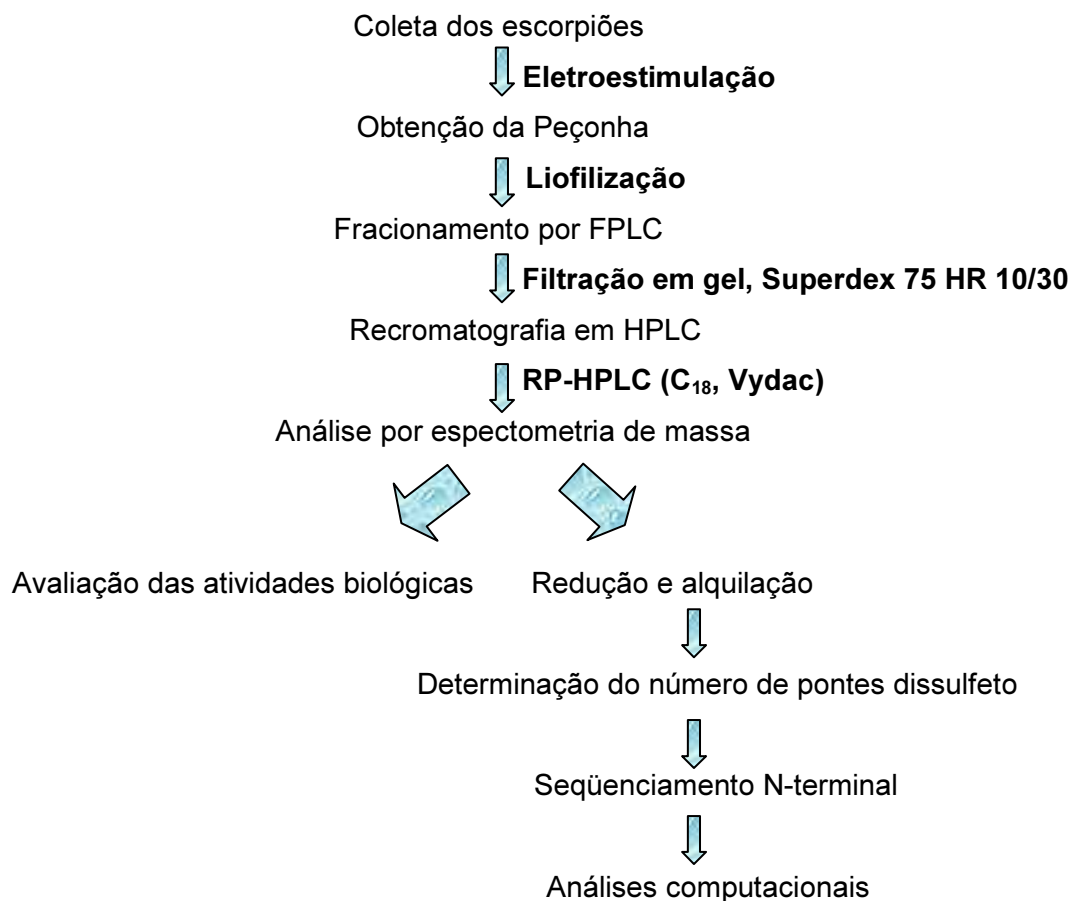 Coleta dos escorpiões
Eletroestimulação
Obtenção da Peçonha
Liofilização
Fracionamento por FPLC
Filtração em gel, Superdex 75 HR 10/30
Recromatografia em HPLC
RP-HPLC (C₁₈, Vydac)
Análise por espectometria de massa
Avaliação das atividades biológicas
Redução e alquilação
Determinação do número de pontes dissulfeto
Seqüenciamento N-terminal
Análises computacionais